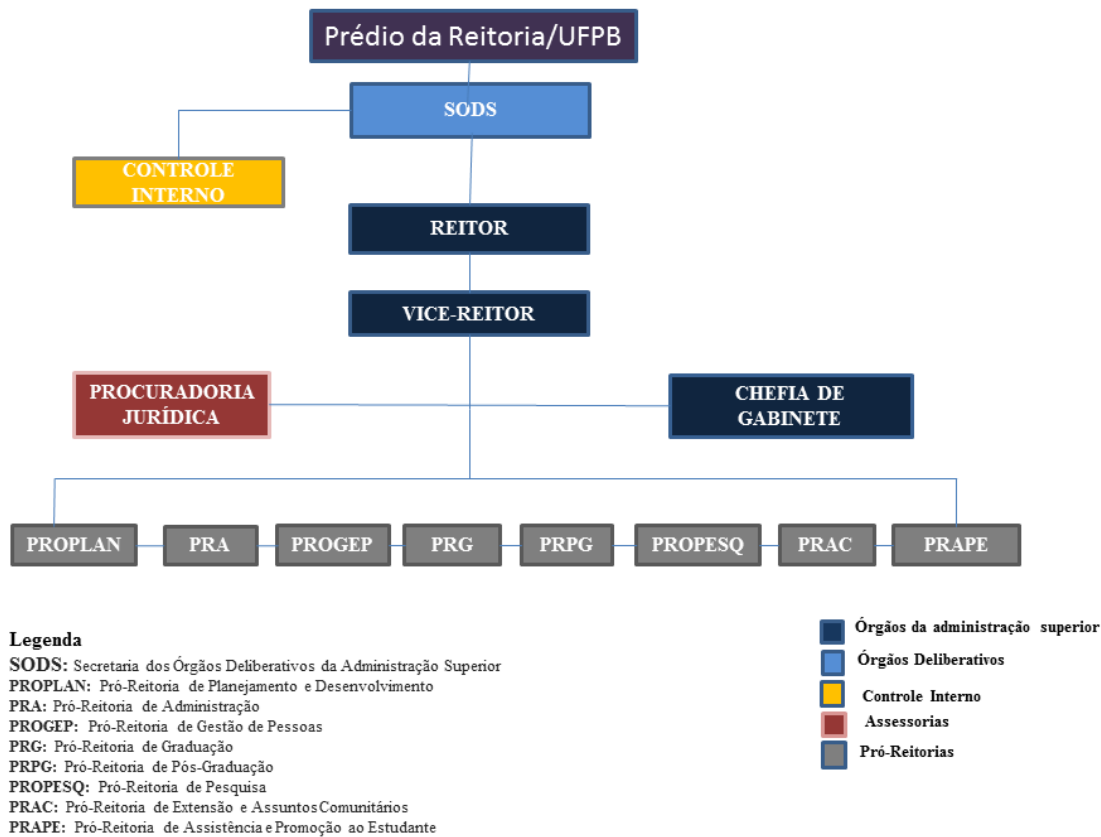 Prédio da Reitoria/UFPB
SODS
CONTROLE
INTERNO
REITOR
VICE-REITOR
PROCURADORIA
JURÍDICA
CHEFIA DE
GABINETE
PROPLAN
PRA
PROGEP
PRG
PRPG
PROPESQ
PRAC
PRAPE
Legenda
SODS: Secretaria dos Órgãos Deliberativos da Administração Superior
PROPLAN: Pró-Reitoria de Planejamento e Desenvolvimento
PRA: Pró-Reitoria de Administração
PROGEP: Pró-Reitoria de Gestão de Pessoas
PRG: Pró-Reitoria de Graduação
PRPG: Pró-Reitoria de Pós-Graduação
PROPESQ: Pró-Reitoria de Pesquisa
PRAC: Pró-Reitoria de Extensão e Assuntos Comunitários
PRAPE: Pró-Reitoria de Assistência e Promoção ao Estudante
Órgãos da administração superior
Órgãos Deliberativos
Controle Interno
Assessorias
Pró-Reitorias